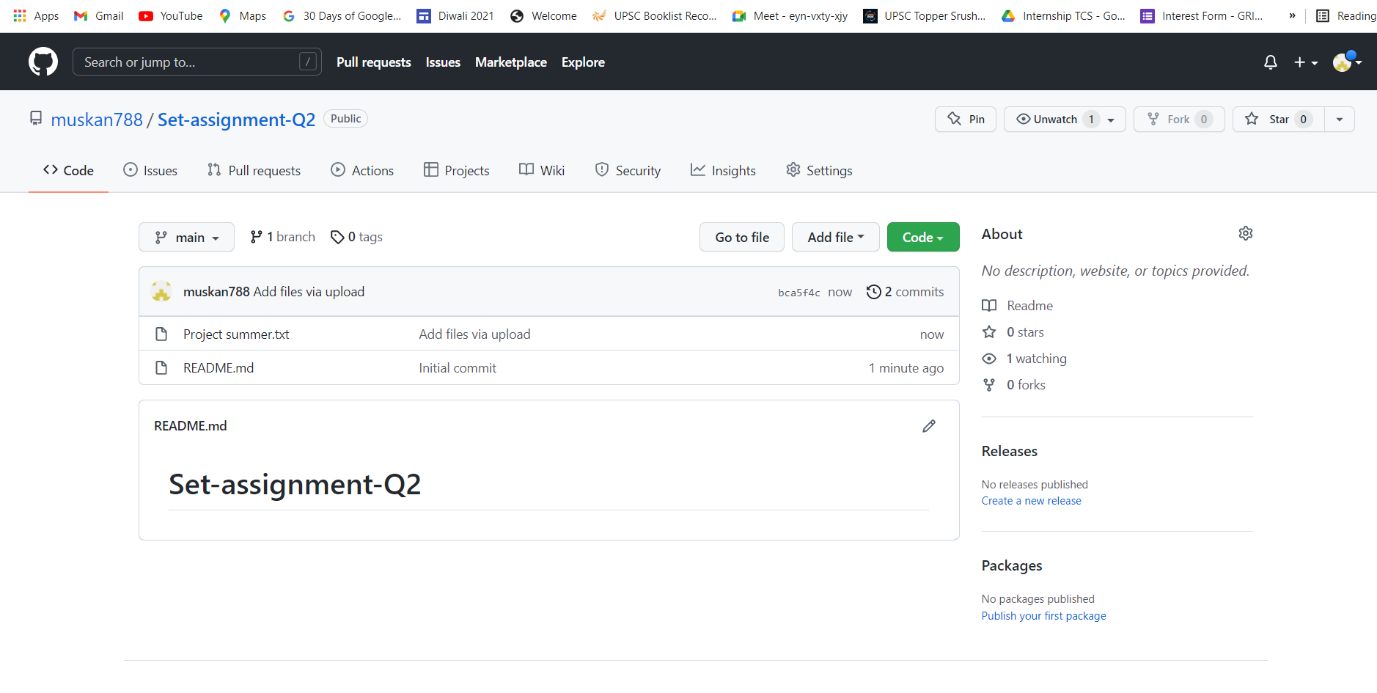 Apps Gmail YouTube Maps 30 Days of Google... Diwali 2021 Welcome UPSC Booklist Reco... Meet - eyn-vxty-xjy UPSC Topper Srush... Internship TCS - Go... Interest Form - GRI... » Reading
Search or jump to... / Pull requests Issues Marketplace Explore
muskan788 / Set-assignment-Q2 Public Pin Unwatch 1 Fork 0 Star 0
<> Code Issues Pull requests Actions Projects Wiki Security Insights Settings
main 1 branch 0 tags Go to file Add file Code
muskan788 Add files via upload bca5f4c now 2 commits
Project summer.txt Add files via upload now
README.md Initial commit 1 minute ago
README.md
Set-assignment-Q2
About
No description, website, or topics provided.
Readme
0 stars
1 watching
0 forks
Releases
No releases published
Create a new release
Packages
No packages published
Publish your first package